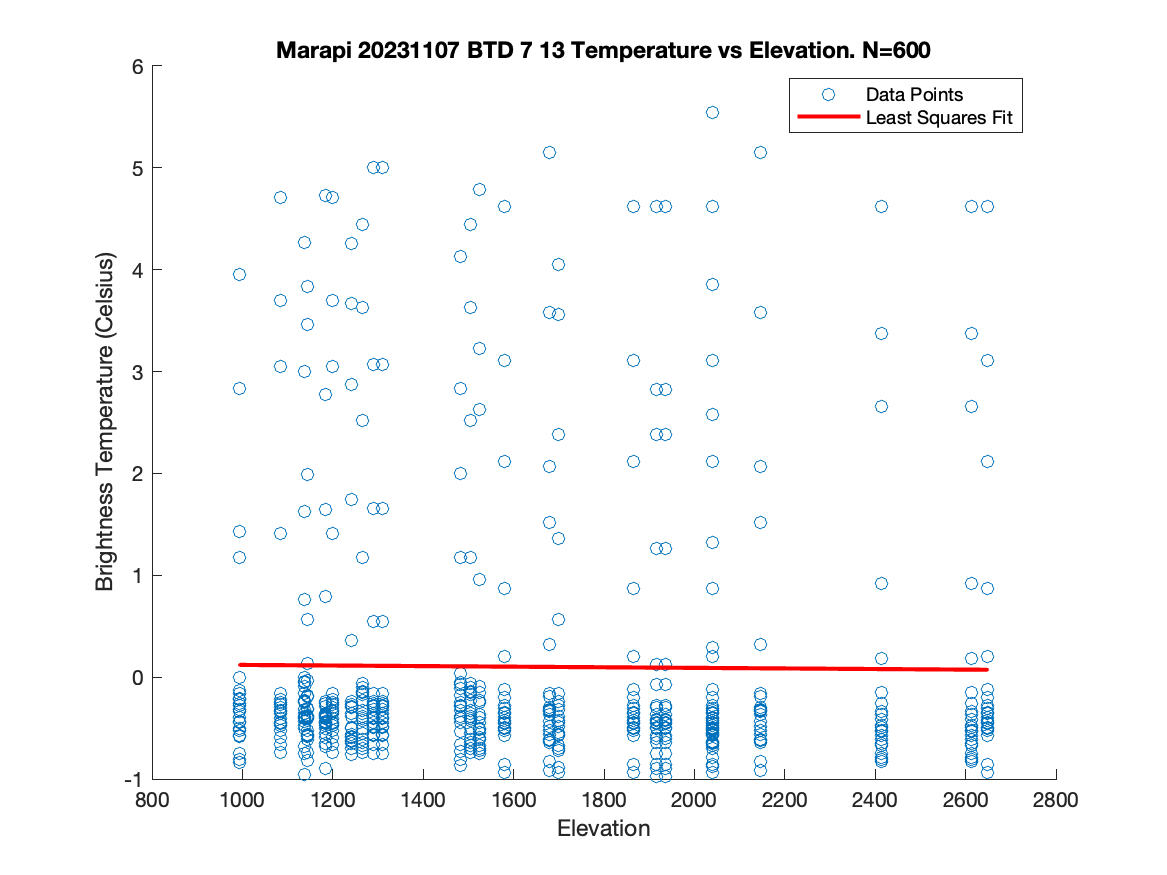 Marapi 20231107 BTD 7 13 Temperature vs Elevation. N=600
Data Points
Least Squares Fit
Brightness Temperature (Celsius)
6
5
4
3
2
1
0
-1
800 1000 1200 1400 1600 1800 2000 2200 2400 2600 2800
Elevation